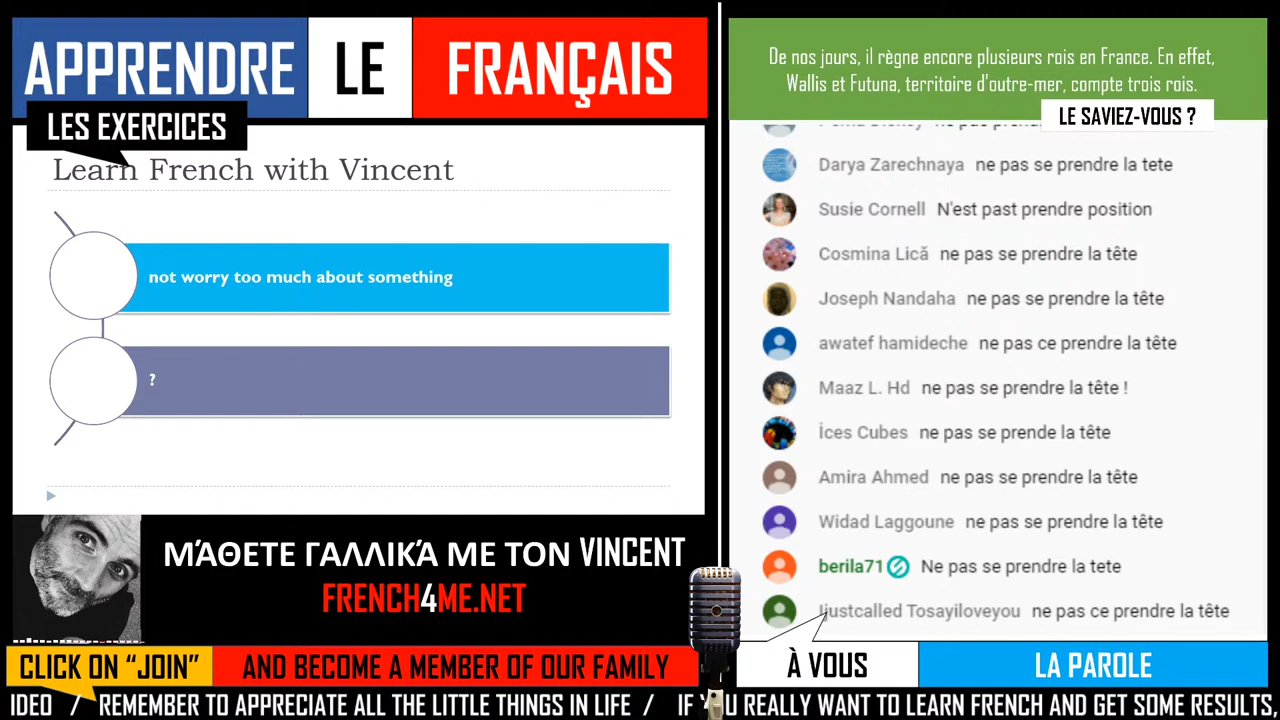 APPRENDRE LE FRANÇAIS
LES EXERCICES
Learn French with Vincent
not worry too much about something
?
ΜΆΘΕΤΕ ΓΑΛΛΙΚΆ ΜΕ ΤΟΝ VINCENT
FRENCH4ME.NET
De nos jours, il règne encore plusieurs rois en France. En effet,
Wallis et Futuna, territoire d'outre-mer, compte trois rois.
LE SAVIEZ-VOUS ?
Darya Zarechnaya ne pas se prendre la tete
Susie Cornell N'est past prendre position
Cosmina Lică ne pas se prendre la tête
Joseph Nandaha ne pas se prendre la tête
awatef hamideche ne pas ce prendre la tête
Maaz L. Hd ne pas se prendre la tête !
İces Cubes ne pas se prende la tête
Amira Ahmed ne pas se prendre la tête
Widad Laggoune ne pas se prendre la tête
berila71 Ne pas se prendre la tete
Ijustcalled Tosayiloveyou ne pas ce prendre la tête
CLICK ON “JOIN” AND BECOME A MEMBER OF OUR FAMILY
À VOUS LA PAROLE
IDEO / REMEMBER TO APPRECIATE ALL THE LITTLE THINGS IN LIFE / IF YOU REALLY WANT TO LEARN FRENCH AND GET SOME RESULTS,